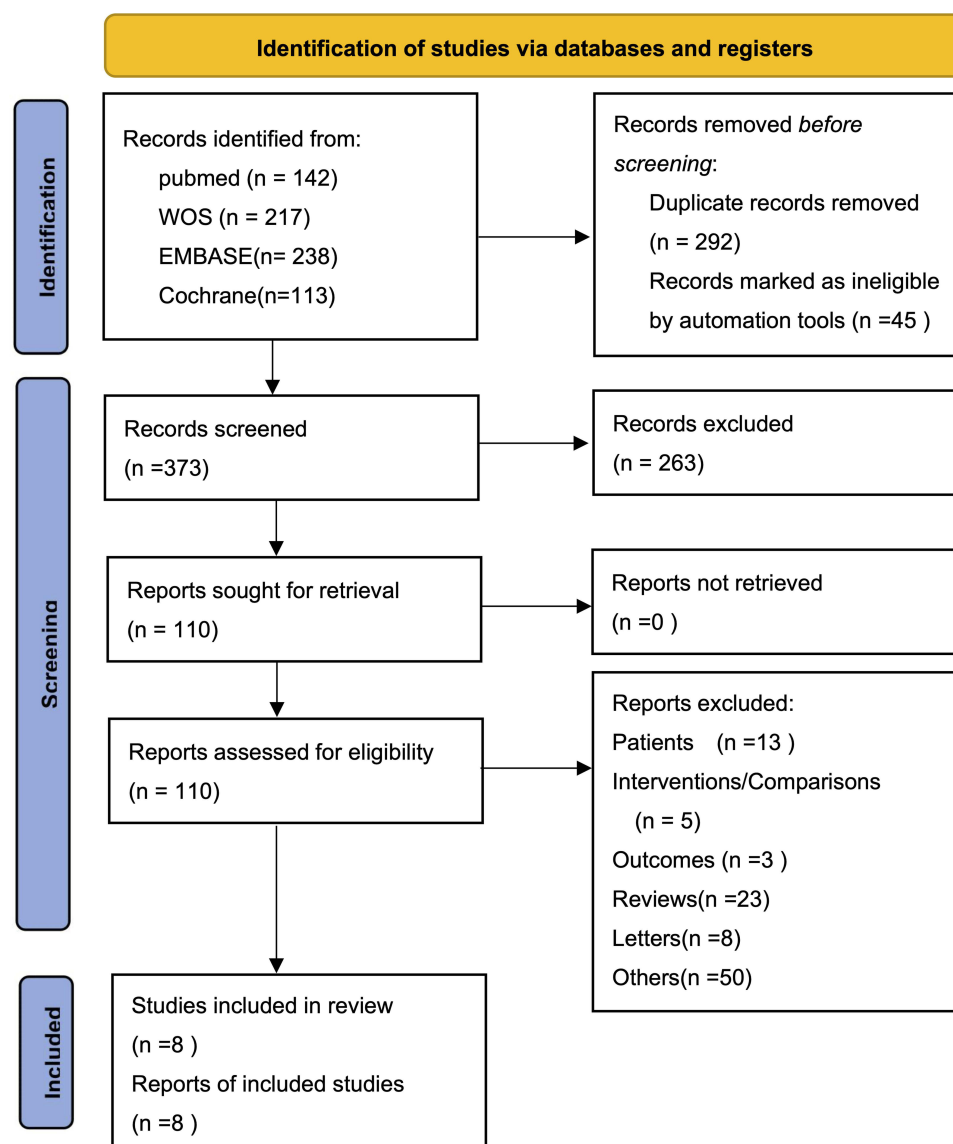 Identification of studies via databases and registers
Identification
Records identified from:
pubmed (n = 142)
WOS (n = 217)
EMBASE(n= 238)
Cochrane(n=113)
Records removed before
screening:
Duplicate records removed
(n = 292)
Records marked as ineligible
by automation tools (n =45 )
Screening
Records screened
(n =373)
Records excluded
(n = 263)
Reports sought for retrieval
(n = 110)
Reports not retrieved
(n =0 )
Reports assessed for eligibility
(n = 110)
Reports excluded:
Patients (n =13 )
Interventions/Comparisons
(n = 5)
Outcomes (n =3 )
Reviews(n =23)
Letters(n =8)
Others(n =50)
Included
Studies included in review
(n =8 )
Reports of included studies
(n =8 )